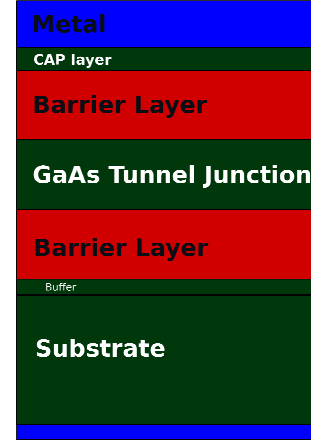 Metal
CAP layer
Barrier Layer
GaAs Tunnel Junction
Barrier Layer
Buffer
Substrate